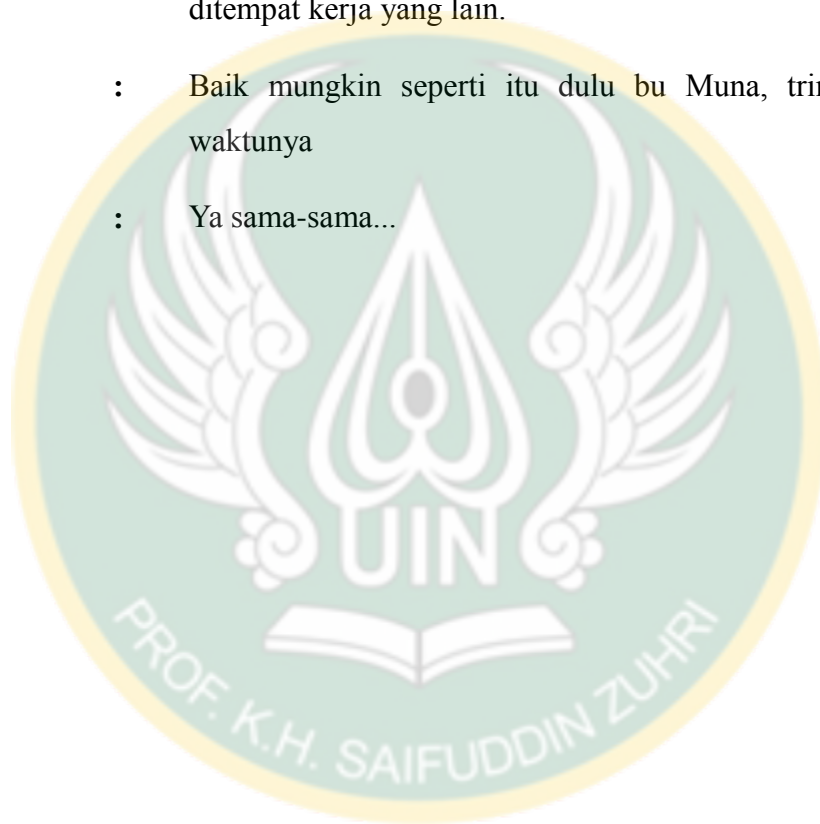 ditempat kerja yang lain.
: Baik mungkin seperti itu dulu bu Muna,
waktunya
: Ya sama-sama...
UIN
PROF. K.H. SAIFUDDIN ZUHRI